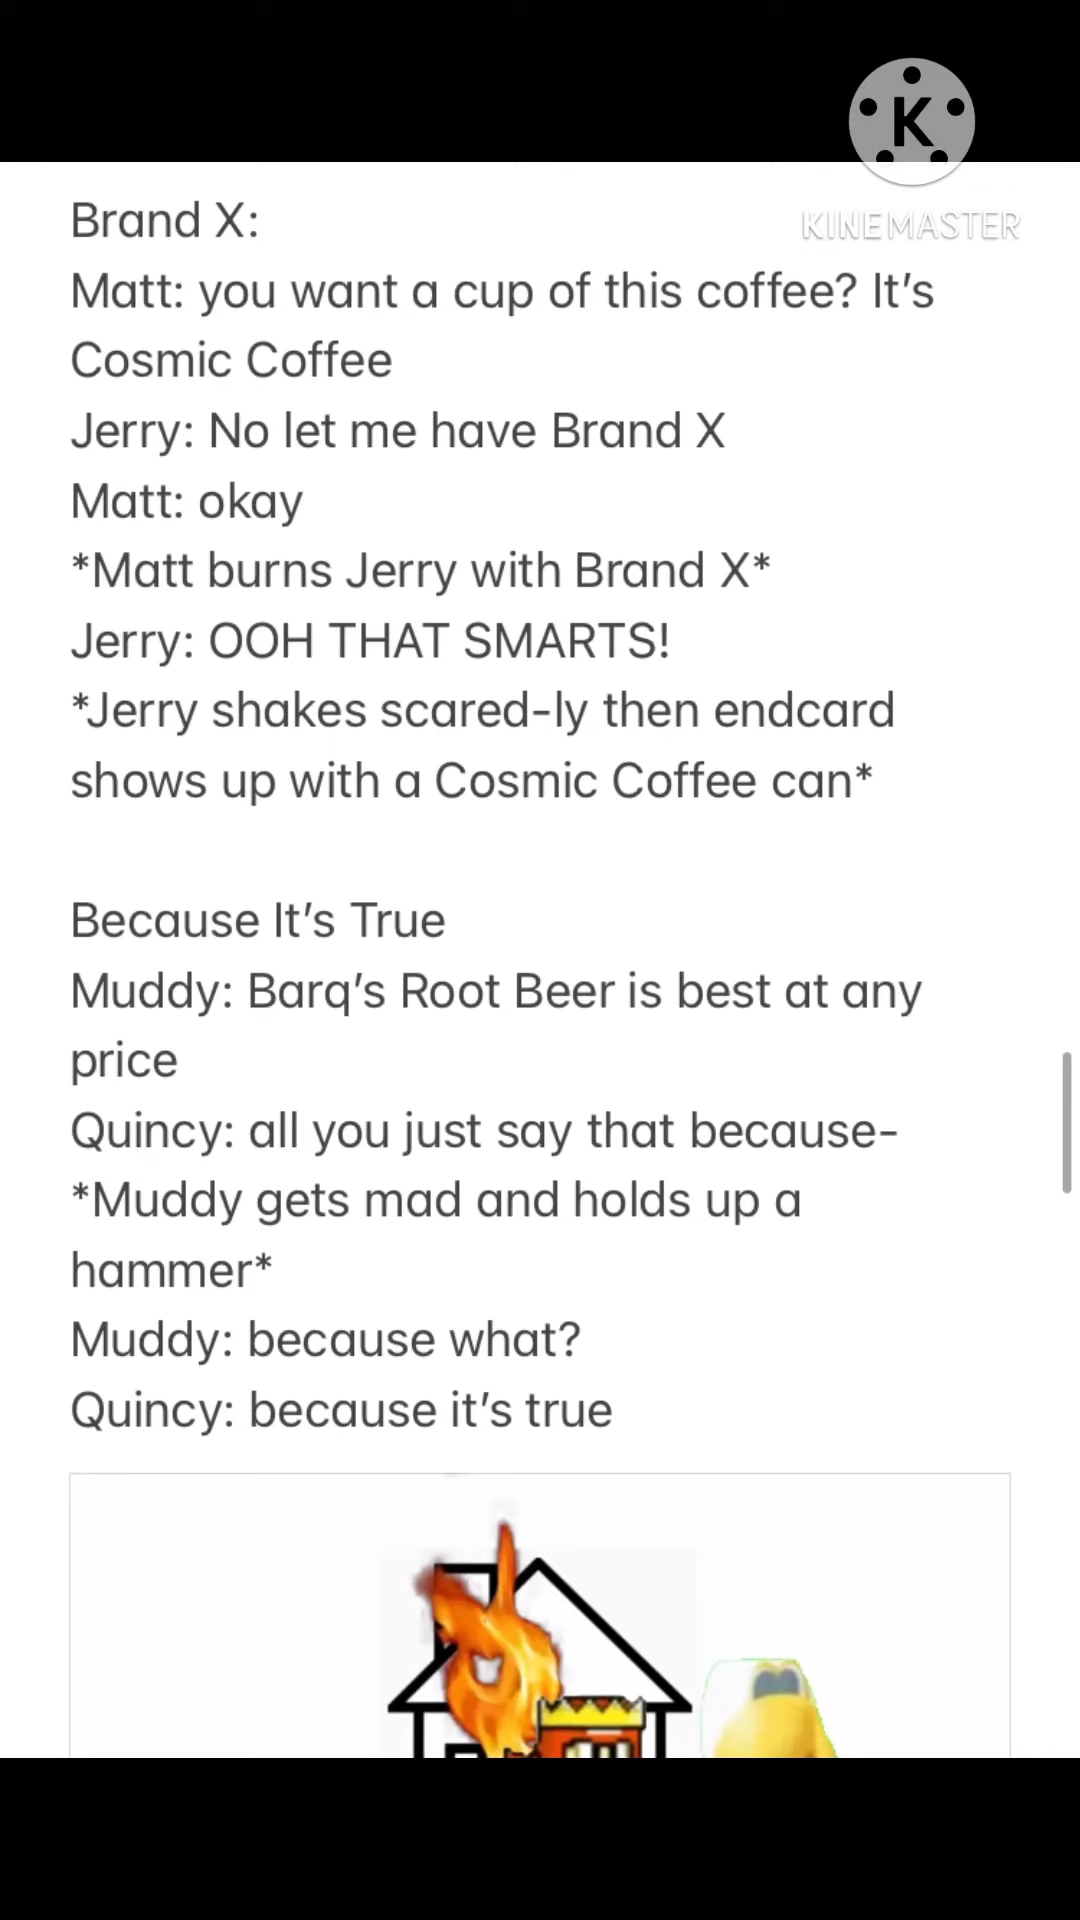 K
KINEMASTER
Brand X:
Matt: you want a cup of this coffee? It's
Cosmic Coffee
Jerry: No let me have Brand X
Matt: okay
*Matt burns Jerry with Brand X*
Jerry: OOH THAT SMARTS!
*Jerry shakes scared-ly then endcard
shows up with a Cosmic Coffee can*
Because It's True
Muddy: Barq's Root Beer is best at any
price
Quincy: all you just say that because-
*Muddy gets mad and holds up a
hammer*
Muddy: because what?
Quincy: because it's true